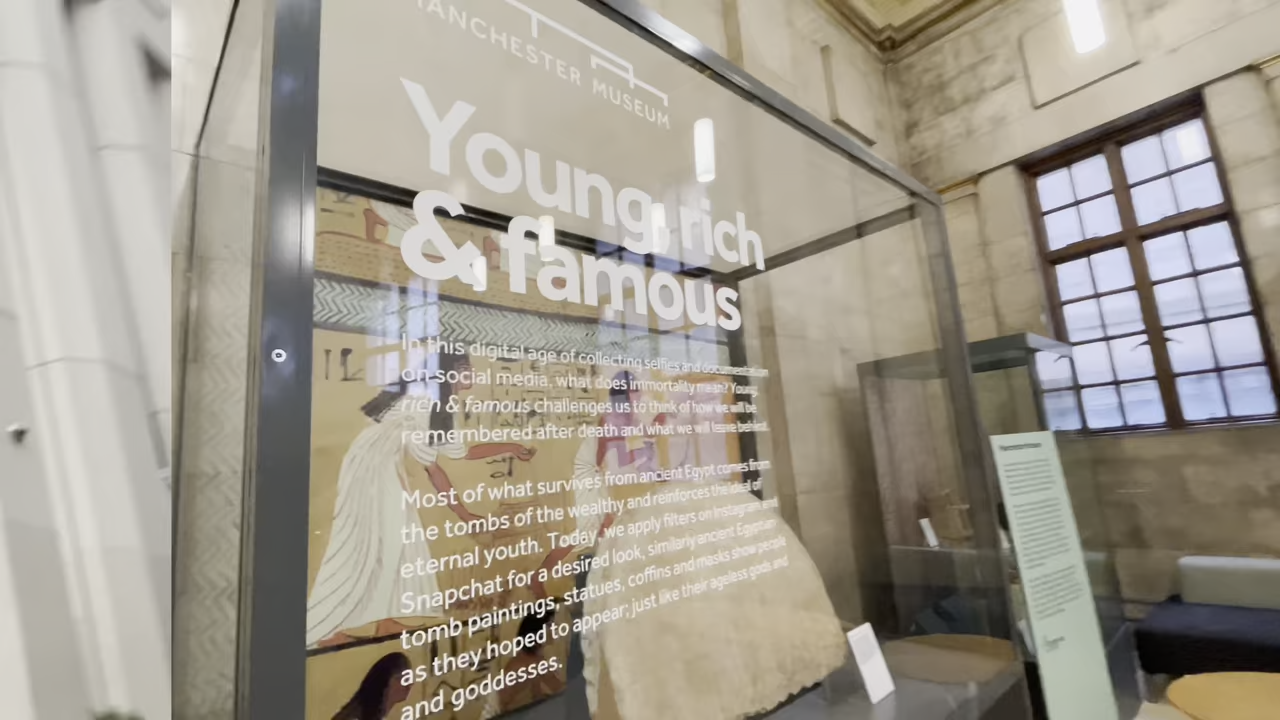 MANCHESTER MUSEUM
Young, rich
& famous
In this digital age of collecting selfies and documentation
on social media, what does immortality mean? Young,
rich & famous challenges us to think of how we will be
remembered after death and what we will leave behind.
Most of what survives from ancient Egypt comes from
the tombs of the wealthy and reinforces the ideal of
eternal youth. Today, we apply filters on Instagram and
Snapchat for a desired look, similarly ancient Egyptian
tomb paintings, statues, coffins and masks show people
as they hoped to appear; just like their ageless gods and
and goddesses.